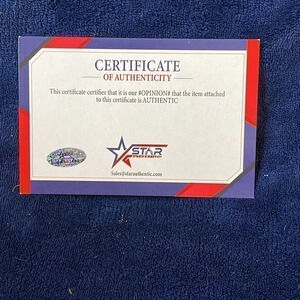 CERTIFICATE
OF AUTHENTICITY
This certificate certifies that it is our #OPINION# that the item attached
to this certificate is AUTHENTIC
STAR
Sales@starauthentic.com